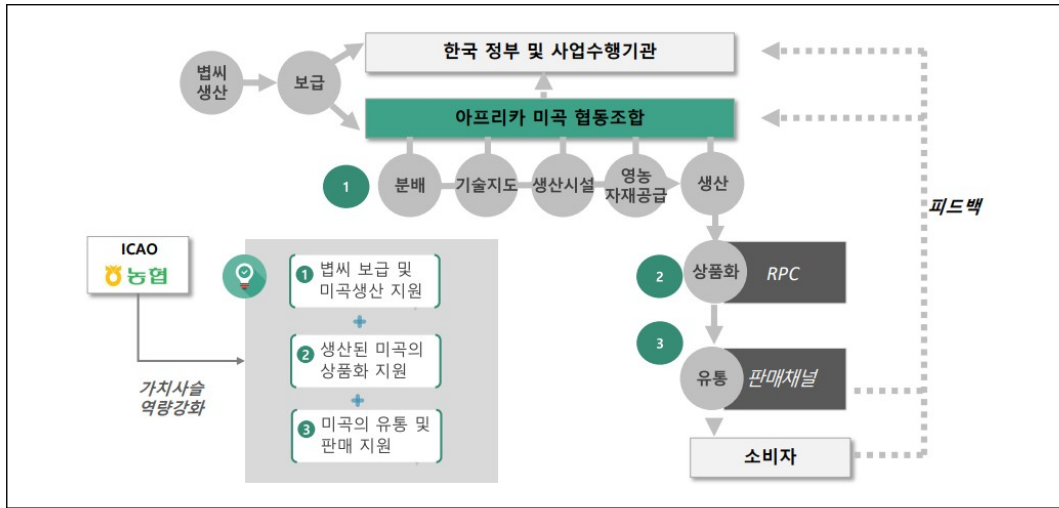 한국 정부 및 사업수행기관
볍씨
생산
보급
아프리카 미곡 협동조합
1
분배
기술지도
생산시설
영농
자재공급
생산
피드백
ICAO
농협
가치사슬
역량강화
1 볍씨 보급 및
미곡생산 지원
+
2 생산된 미곡의
상품화 지원
+
3 미곡의 유통 및
판매 지원
2
상품화
RPC
3
유통
판매채널
소비자